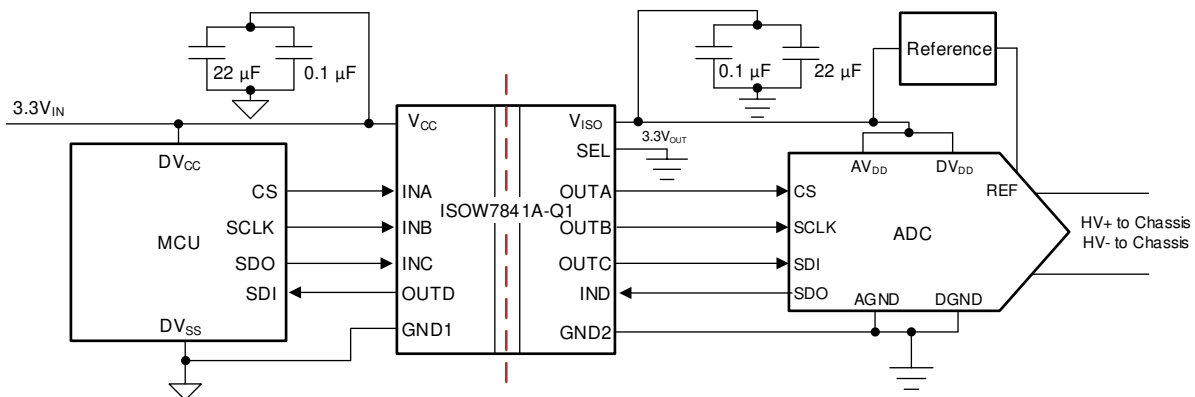 22 µF
0.1 µF
0.1 µF
22 µF
Reference
3.3VIN
VCC
VISO
3.3VOUT
SEL
DVCC
AVDD
DVDD
REF
CS
INA
OUTA
CS
ISOW7841A-Q1
MCU
SCLK
INB
OUTB
SCLK
ADC
HV+ to Chassis
HV- to Chassis
SDO
INC
OUTC
SDI
SDI
OUTD
IND
SDO
AGND
DGND
DVSS
GND1
GND2